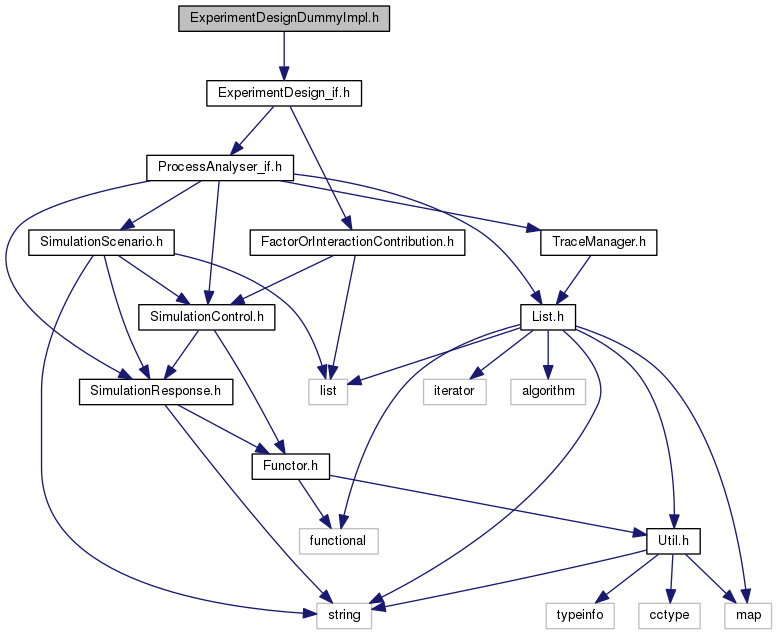 ExperimentDesignDummyImpl.h
ExperimentDesign_if.h
ProcessAnalyser_if.h
SimulationScenario.h
FactorOrInteractionContribution.h
TraceManager.h
SimulationControl.h
List.h
SimulationResponse.h
list
iterator
algorithm
Functor.h
functional
Util.h
string
typeinfo
cctype
map